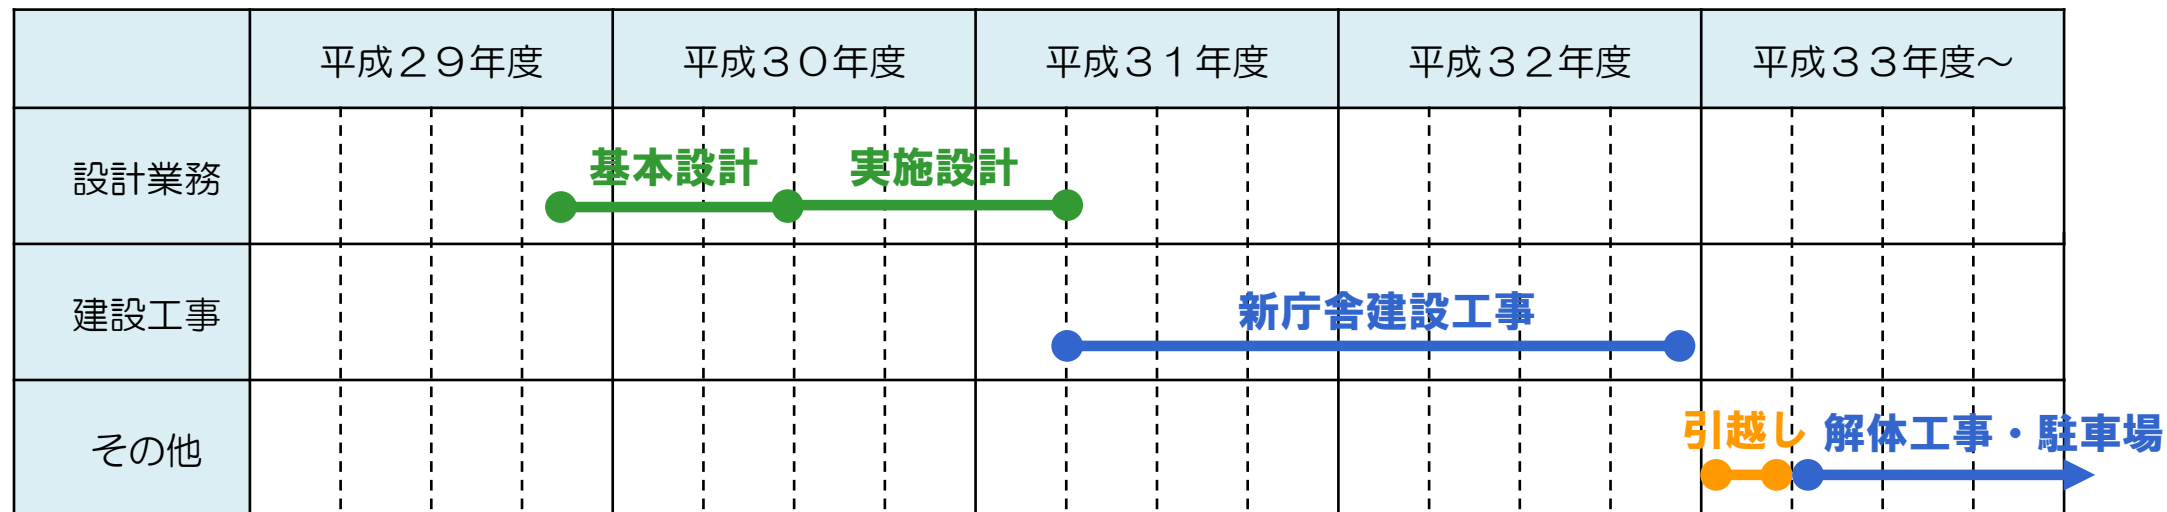 平成２９年度 平成３０年度 平成３１年度 平成３２年度 平成３３年度～
設計業務 基本設計 実施設計
建設工事 新庁舎建設工事
その他 引越し 解体工事・駐車場